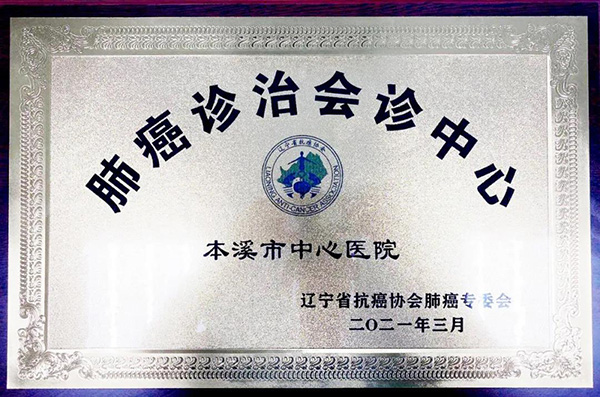 肺癌诊治会诊中心
辽宁省抗癌协会
LIAONING ANTI-CANCER ASSOCIATION
本溪市中心医院
辽宁省抗癌协会肺癌专委会
二〇二一年三月